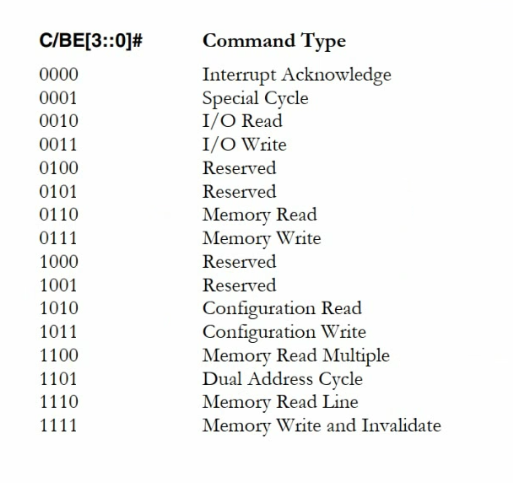 C/BE[3::0]# Command Type
0000 Interrupt Acknowledge
0001 Special Cycle
0010 I/O Read
0011 I/O Write
0100 Reserved
0101 Reserved
0110 Memory Read
0111 Memory Write
1000 Reserved
1001 Reserved
1010 Configuration Read
1011 Configuration Write
1100 Memory Read Multiple
1101 Dual Address Cycle
1110 Memory Read Line
1111 Memory Write and Invalidate